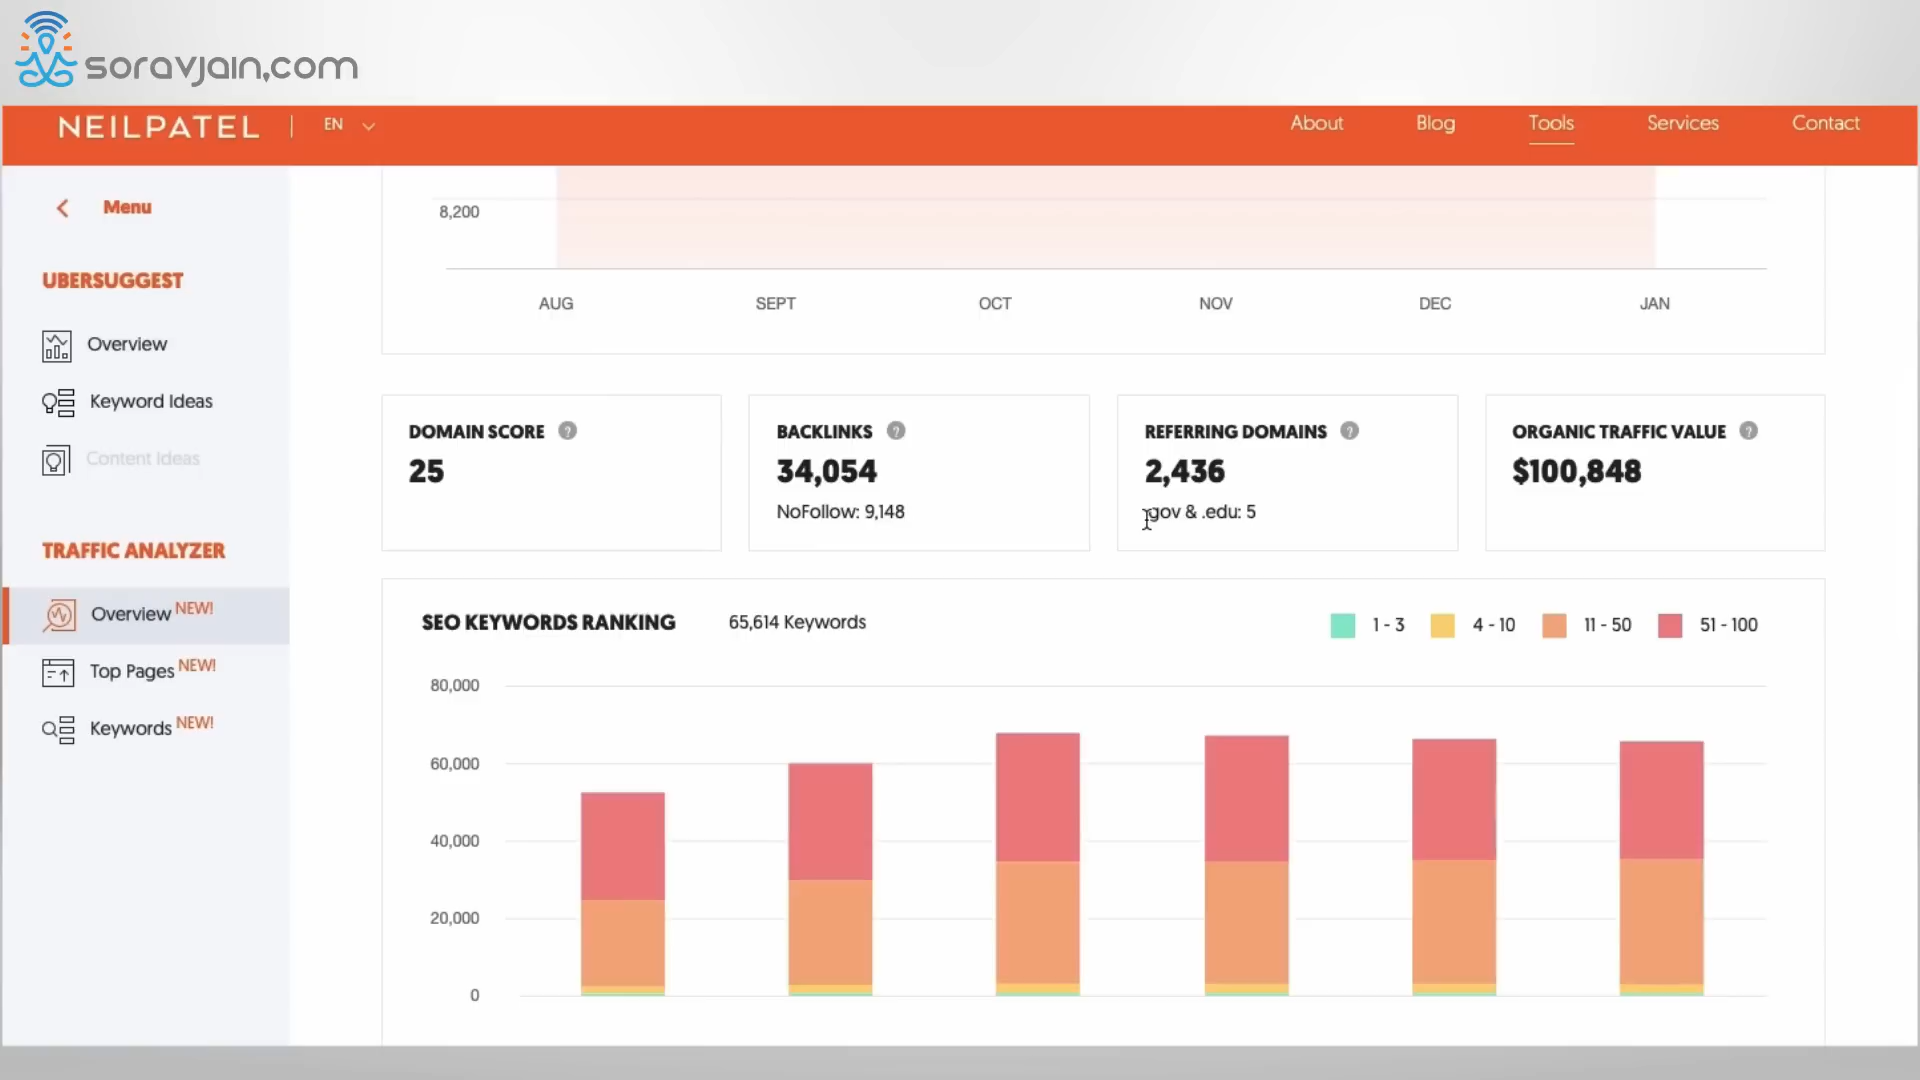 soravjain.com
NEILPATEL | EN
About Blog Tools Services Contact
Menu
UBERSUGGEST
Overview
Keyword Ideas
Content Ideas
TRAFFIC ANALYZER
Overview NEW!
Top Pages NEW!
Keywords NEW!
8,200
AUG SEPT OCT NOV DEC JAN
DOMAIN SCORE ?
25
BACKLINKS ?
34,054
NoFollow: 9,148
REFERRING DOMAINS ?
2,436
.gov & .edu: 5
ORGANIC TRAFFIC VALUE ?
$100,848
SEO KEYWORDS RANKING 65,614 Keywords 1 - 3 4 - 10 11 - 50 51 - 100
80,000
60,000
40,000
20,000
0